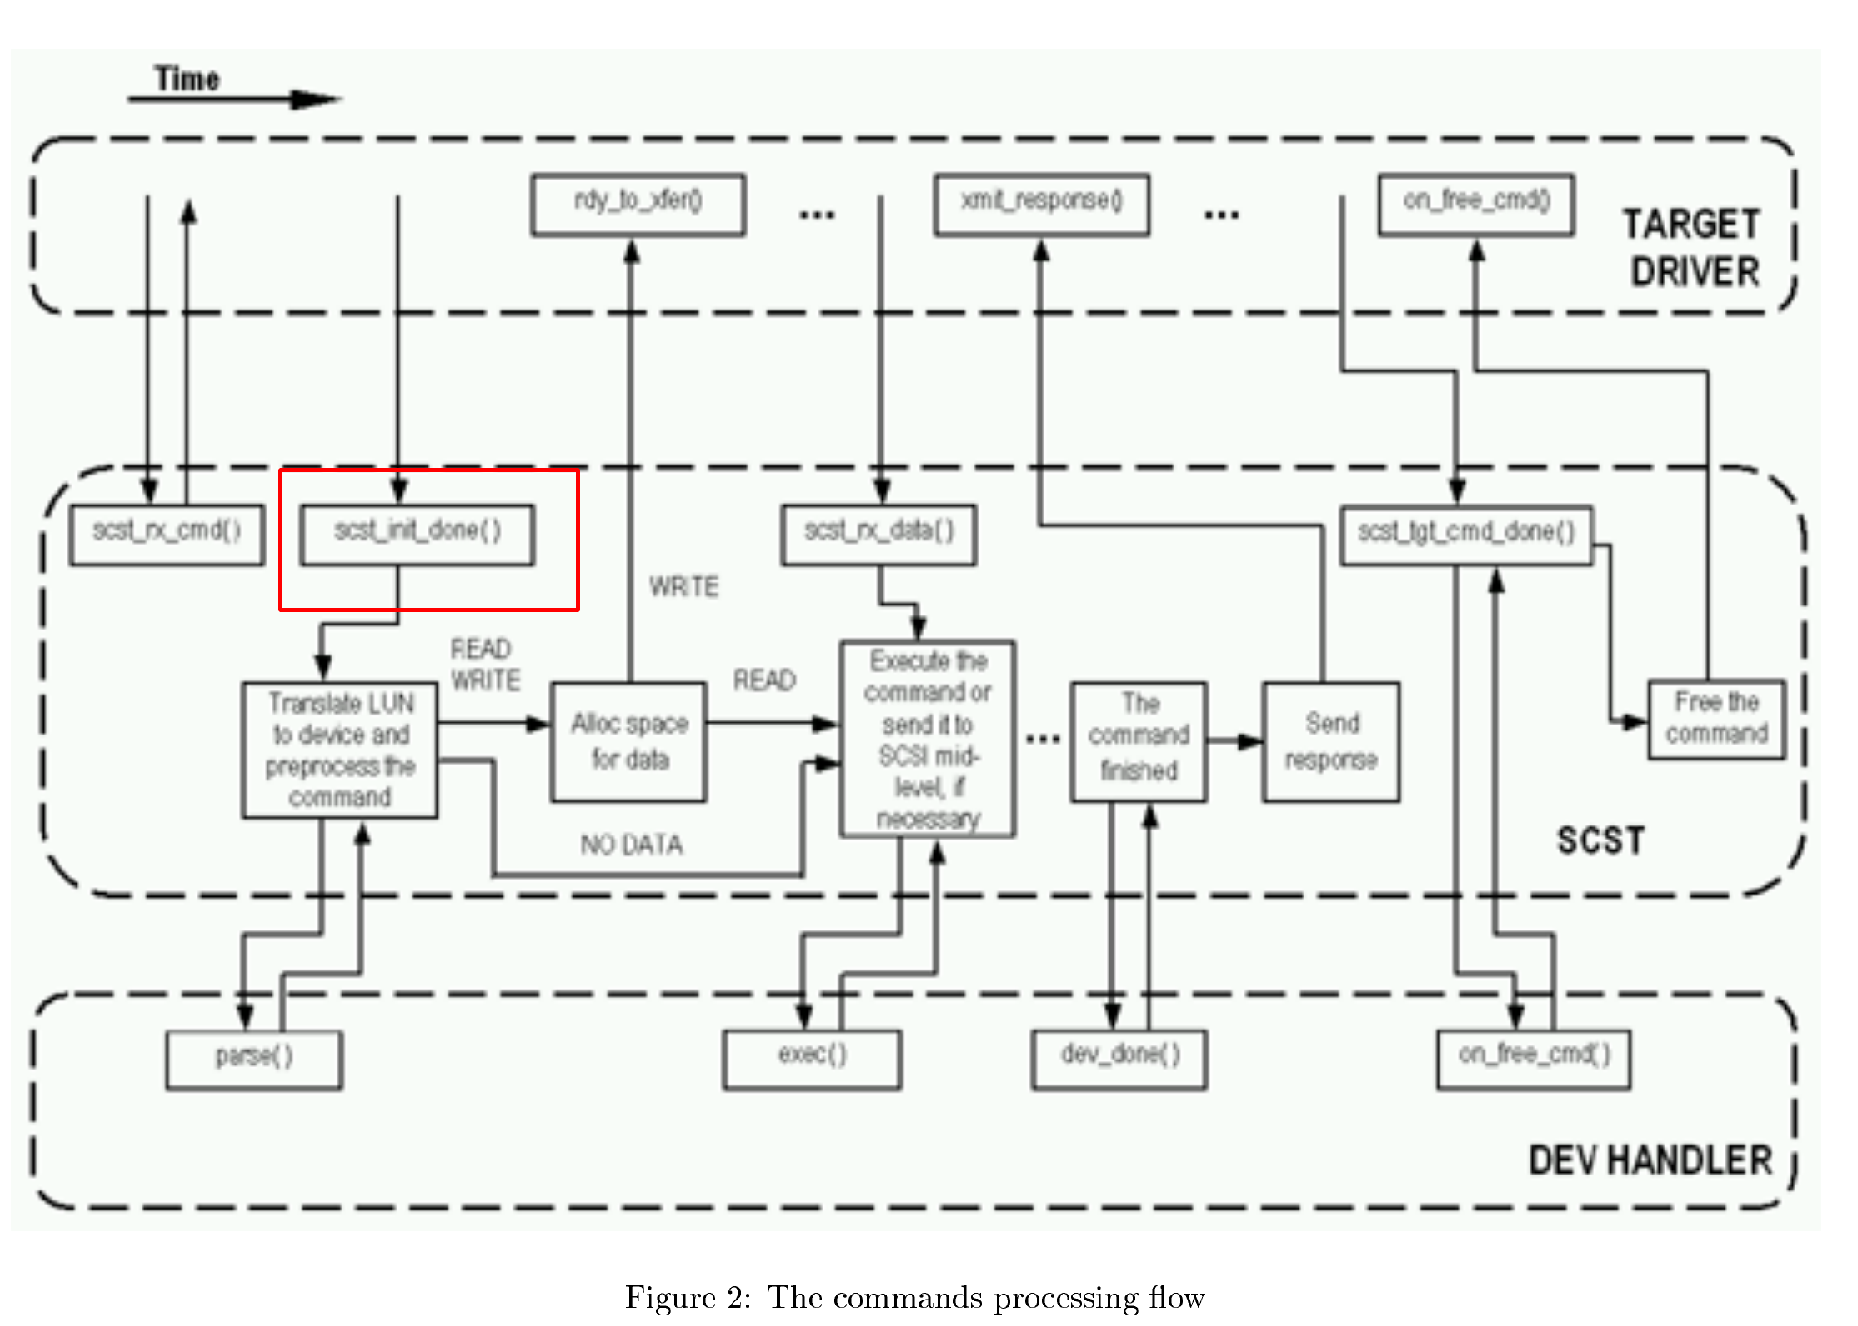 Time
rdy_to_xfer()
...
xmit_response()
...
on_free_cmd()
TARGET
DRIVER
scst_rx_cmd()
scst_init_done()
scst_rx_data()
scst_tgt_cmd_done()
WRITE
READ
WRITE
READ
Translate LUN
to device and
preprocess the
command
Alloc space
for data
Execute the
command or
send it to
SCSI mid-
level, if
necessary
...
The
command
finished
Send
response
Free the
command
NO DATA
SCST
parse()
exec()
dev_done()
on_free_cmd()
DEV HANDLER
Figure 2: The commands processing flow